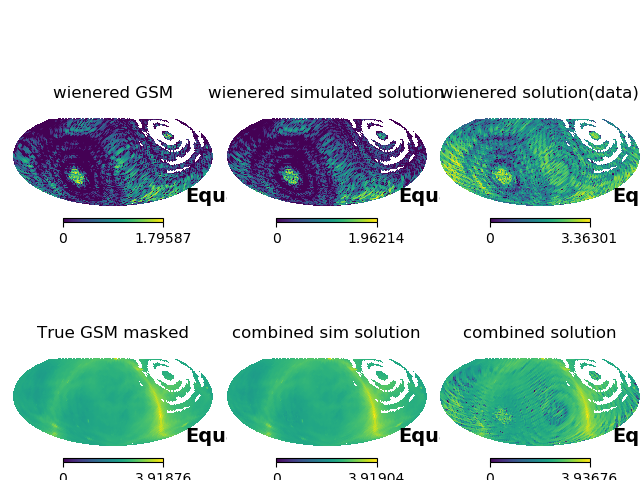 wienered GSM wienered simulated solution wienered solution(data)
Equ Equ Eq
0 1.79587 0 1.96214 0 3.36301
True GSM masked combined sim solution combined solution
Equ Equ Eq
0 3.91876 0 3.91904 0 3.93676